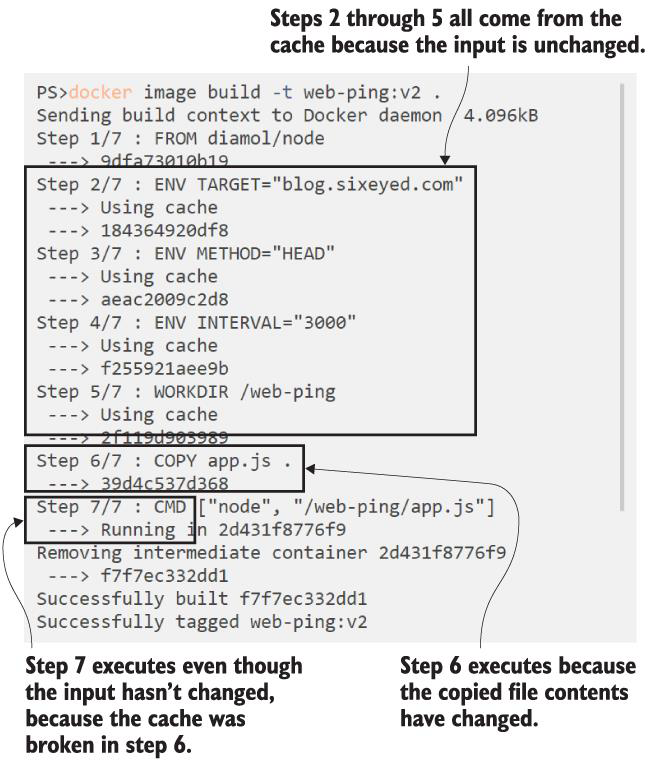 Steps 2 through 5 all come from the
cache because the input is unchanged.
PS>docker image build -t web-ping:v2 .
Sending build context to Docker daemon  4.096kB
Step 1/7 : FROM diamol/node
 ---> 9dfa73010b19
Step 2/7 : ENV TARGET="blog.sixeyed.com"
 ---> Using cache
 ---> 184364920df8
Step 3/7 : ENV METHOD="HEAD"
 ---> Using cache
 ---> aeac2009c2d8
Step 4/7 : ENV INTERVAL="3000"
 ---> Using cache
 ---> f255921aee9b
Step 5/7 : WORKDIR /web-ping
 ---> Using cache
 ---> 2f119d903989
Step 6/7 : COPY app.js .
 ---> 39d4c537d368
Step 7/7 : CMD ["node", "/web-ping/app.js"]
 ---> Running in 2d431f8776f9
Removing intermediate container 2d431f8776f9
 ---> f7f7ec332dd1
Successfully built f7f7ec332dd1
Successfully tagged web-ping:v2
Step 7 executes even though
the input hasn't changed,
because the cache was
broken in step 6.
Step 6 executes because
the copied file contents
have changed.